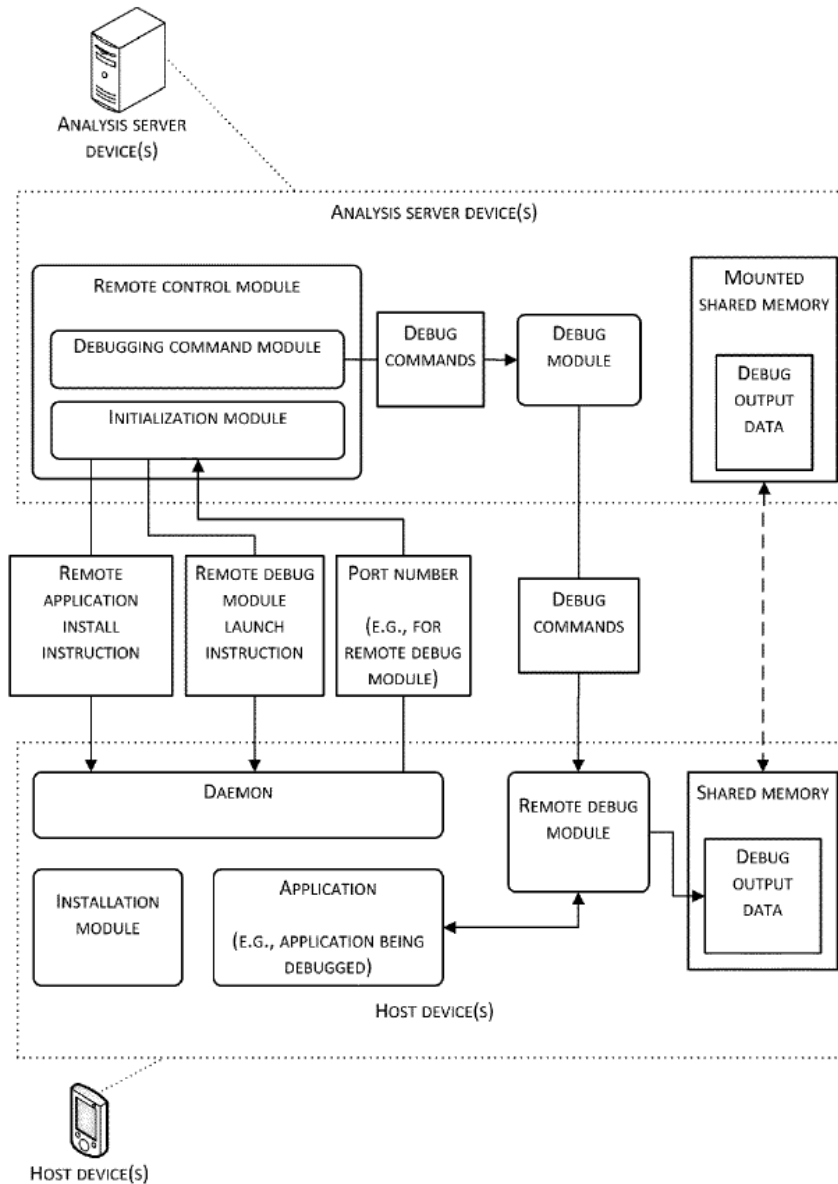 ANALYSIS SERVER
DEVICE(S)
ANALYSIS SERVER DEVICE(S)
REMOTE CONTROL MODULE
DEBUGGING COMMAND MODULE
INITIALIZATION MODULE
DEBUG
COMMANDS
DEBUG
MODULE
MOUNTED
SHARED MEMORY
DEBUG
OUTPUT
DATA
REMOTE
APPLICATION
INSTALL
INSTRUCTION
REMOTE DEBUG
MODULE
LAUNCH
INSTRUCTION
PORT NUMBER
(E.G., FOR
REMOTE DEBUG
MODULE)
DEBUG
COMMANDS
DAEMON
INSTALLATION
MODULE
APPLICATION
(E.G., APPLICATION BEING
DEBUGGED)
REMOTE DEBUG
MODULE
SHARED MEMORY
DEBUG
OUTPUT
DATA
HOST DEVICE(S)
HOST DEVICE(S)